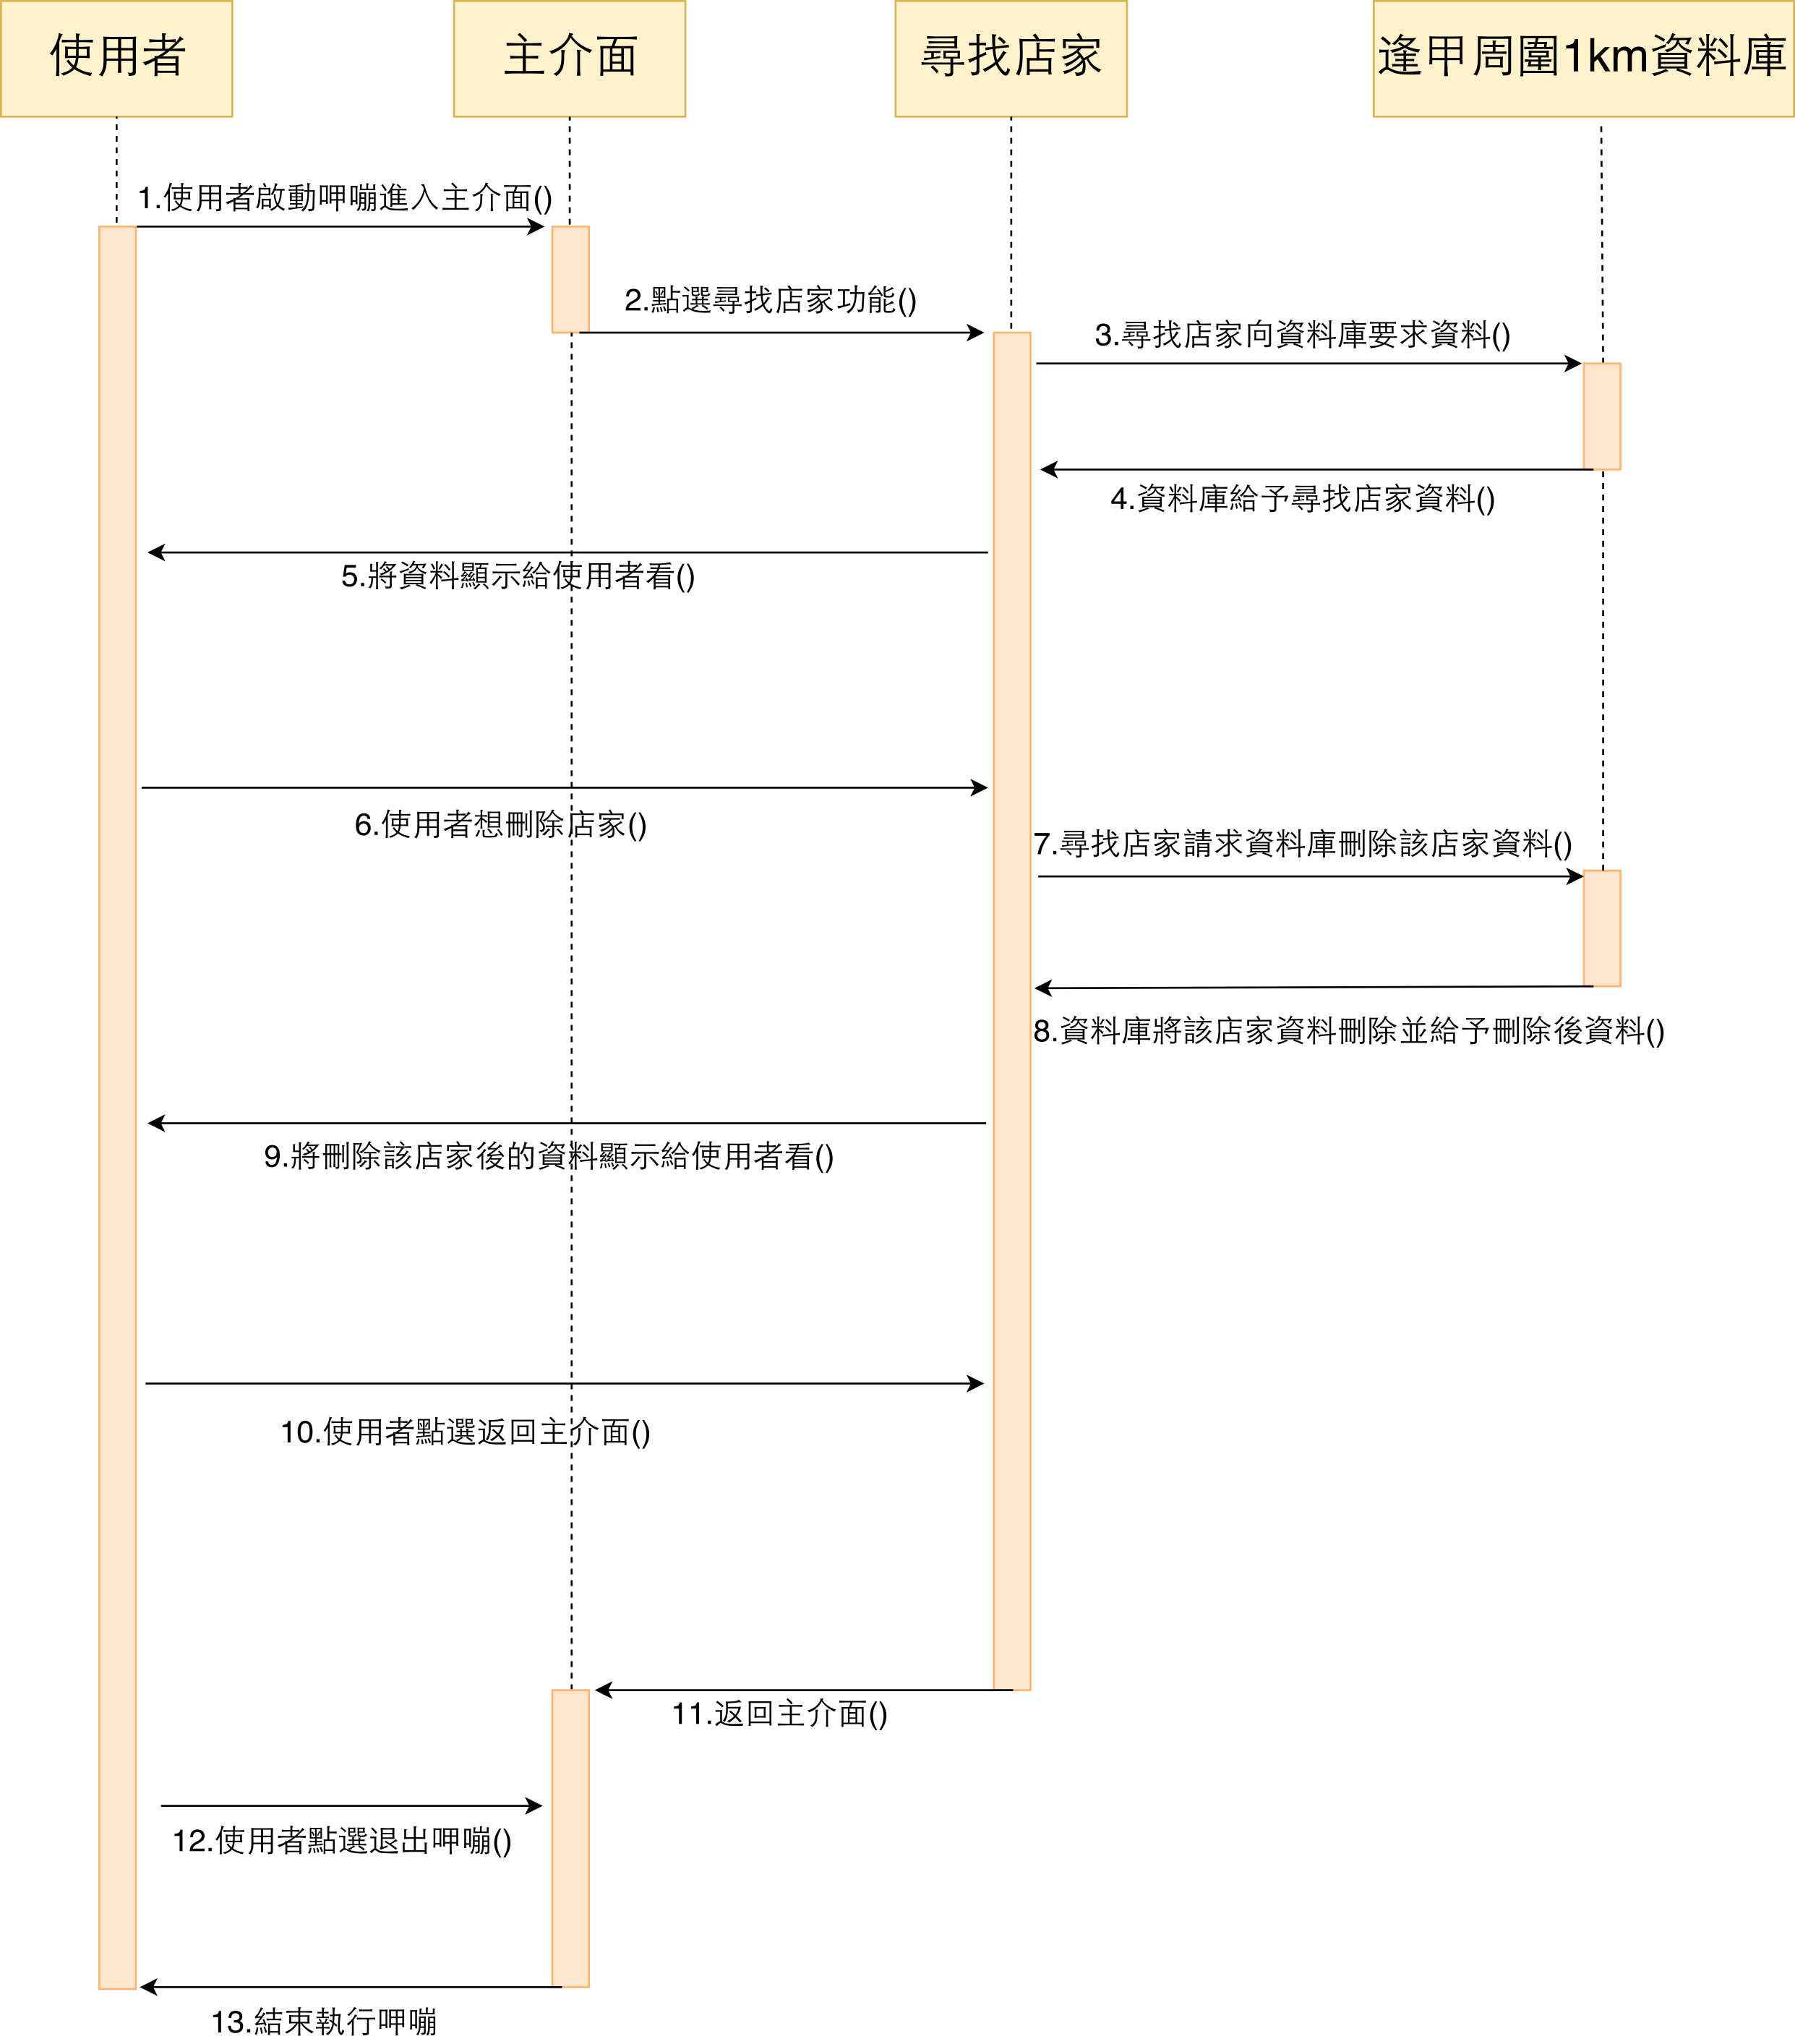 使用者
主介面
尋找店家
逢甲周圍1km資料庫
1.使用者啟動呷嘣進入主介面()
2.點選尋找店家功能()
3.尋找店家向資料庫要求資料()
4.資料庫給予尋找店家資料()
5.將資料顯示給使用者看()
6.使用者想刪除店家()
7.尋找店家請求資料庫刪除該店家資料()
8.資料庫將該店家資料刪除並給予刪除後資料()
9.將刪除該店家後的資料顯示給使用者看()
10.使用者點選返回主介面()
11.返回主介面()
12.使用者點選退出呷嘣()
13.結束執行呷嘣